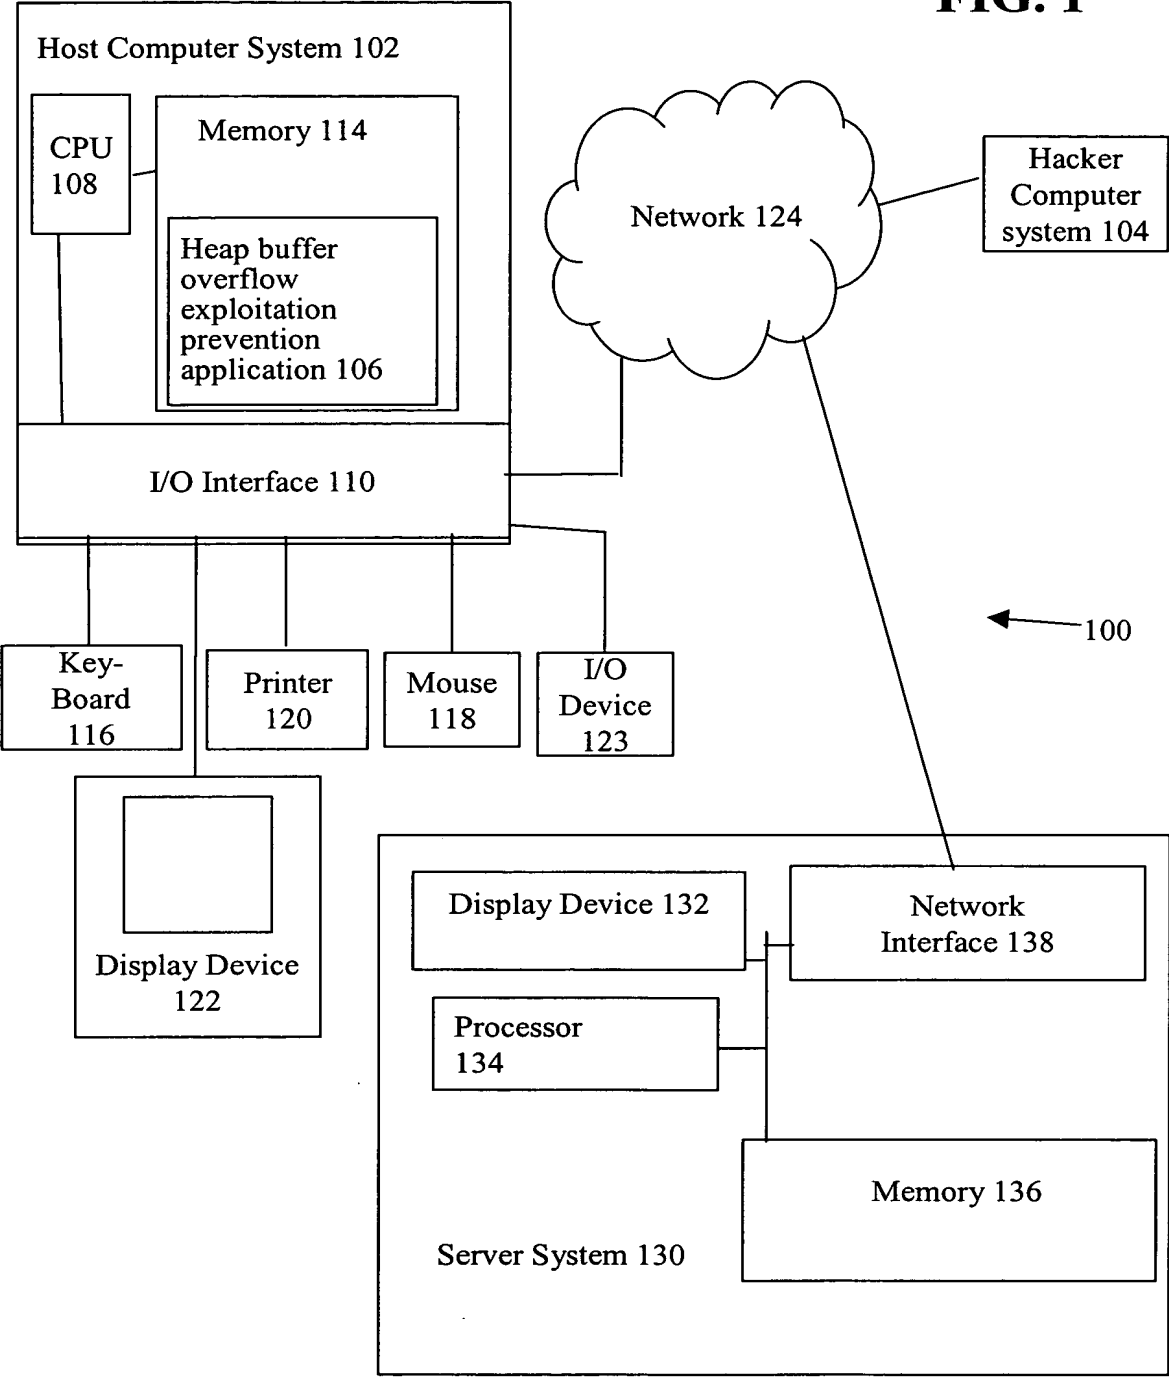 FIG. 1
Host Computer System 102
CPU
108
Memory 114
Heap buffer
overflow
exploitation
prevention
application 106
I/O Interface 110
Network 124
Hacker
Computer
system 104
100
Key-
Board
116
Printer
120
Mouse
118
I/O
Device
123
Display Device
122
Display Device 132
Network
Interface 138
Processor
134
Memory 136
Server System 130